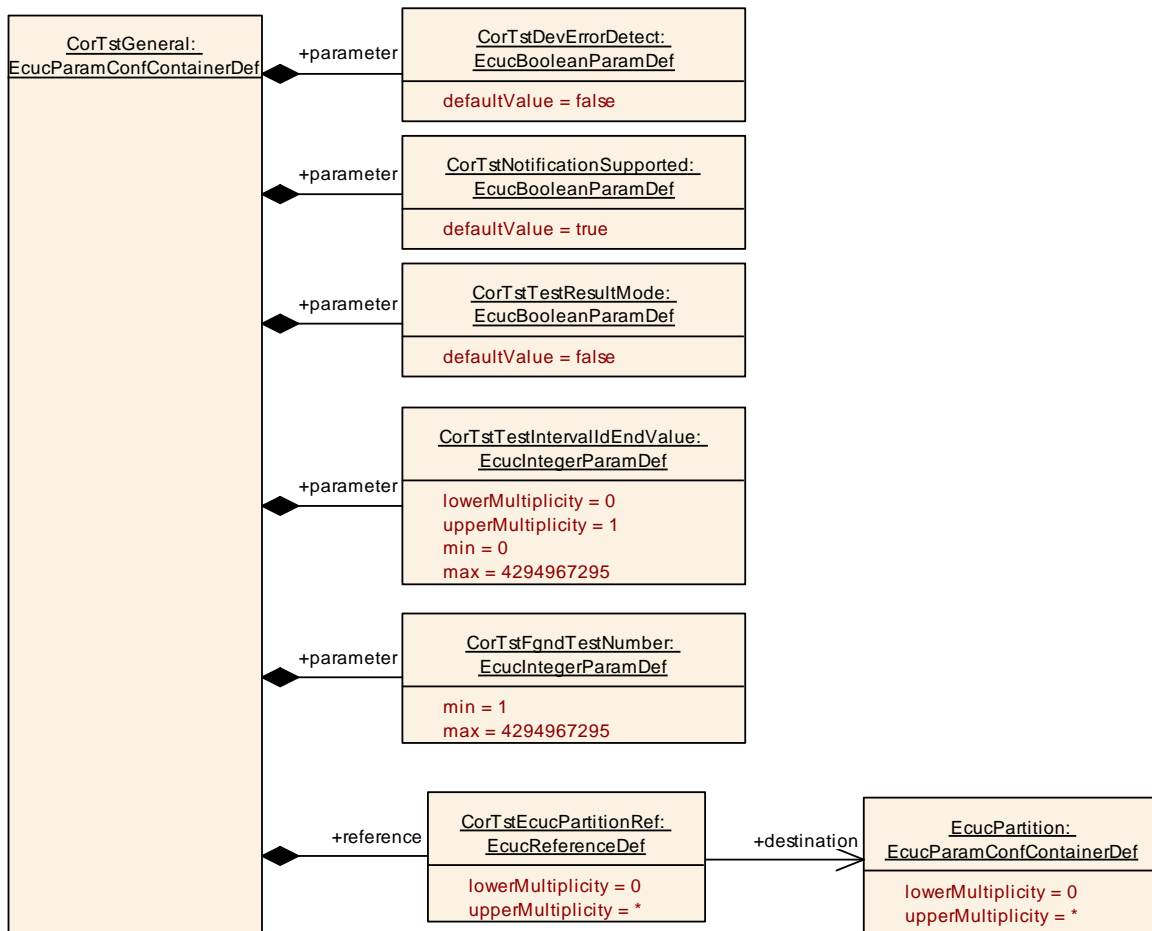 CorTstGeneral:
EcucParamConfContainerDef
+parameter
CorTstDevErrorDetect:
EcucBooleanParamDef
defaultValue = false
+parameter
CorTstNotificationSupported:
EcucBooleanParamDef
defaultValue = true
+parameter
CorTstTestResultMode:
EcucBooleanParamDef
defaultValue = false
+parameter
CorTstTestIntervalIdEndValue:
EcucIntegerParamDef
lowerMultiplicity = 0
upperMultiplicity = 1
min = 0
max = 4294967295
+parameter
CorTstFgndTestNumber:
EcucIntegerParamDef
min = 1
max = 4294967295
+reference
CorTstEcucPartitionRef:
EcucReferenceDef
lowerMultiplicity = 0
upperMultiplicity = *
+destination
EcucPartition:
EcucParamConfContainerDef
lowerMultiplicity = 0
upperMultiplicity = *